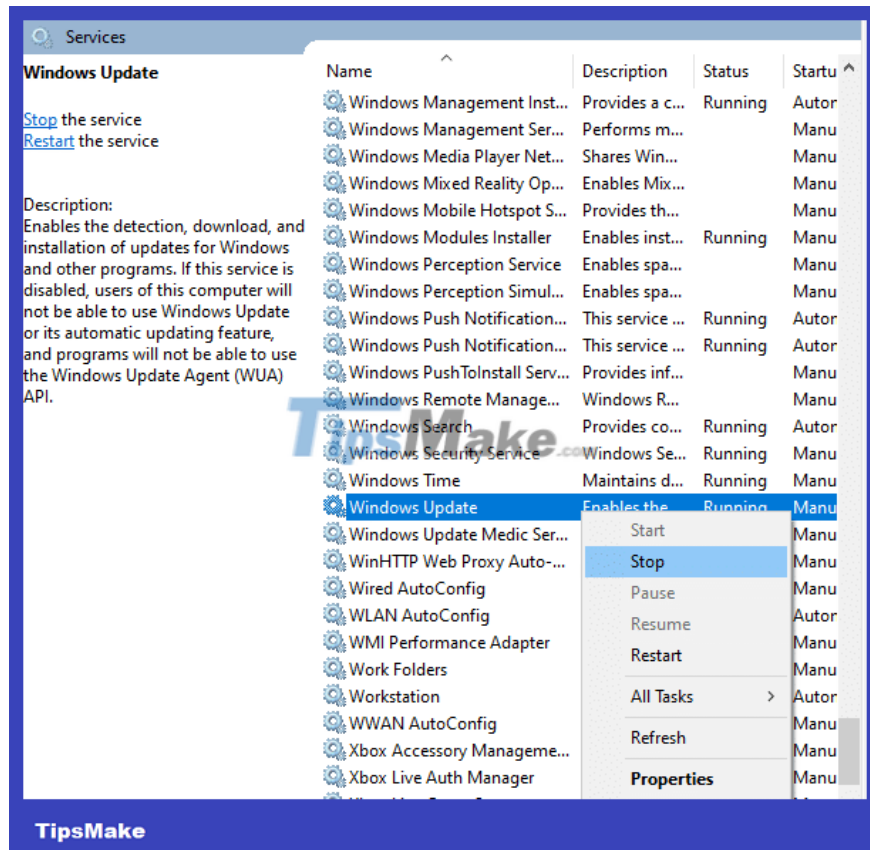 Services
Windows Update
Stop the service
Restart the service
Description:
Enables the detection, download, and
installation of updates for Windows
and other programs. If this service is
disabled, users of this computer will
not be able to use Windows Update
or its automatic updating feature,
and programs will not be able to use
the Windows Update Agent (WUA)
API.
Name Description Status Startu
Windows Management Inst... Provides a c... Running Autor
Windows Management Ser... Performs m... Manu
Windows Media Player Net... Shares Win... Manu
Windows Mixed Reality Op... Enables Mix... Manu
Windows Mobile Hotspot S... Provides th... Manu
Windows Modules Installer Enables inst... Running Manu
Windows Perception Service Enables spa... Manu
Windows Perception Simul... Enables spa... Manu
Windows Push Notification... This service ... Running Autor
Windows Push Notification... This service ... Running Autor
Windows PushToInstall Serv... Provides inf... Manu
Windows Remote Manage... Windows R... Manu
Windows Search Provides co... Running Autor
Windows Security Service Windows Se... Running Manu
Windows Time Maintains d... Running Manu
Windows Update Enables the Running Manu
Windows Update Medic Ser... Manu
WinHTTP Web Proxy Auto-... Manu
Wired AutoConfig Manu
WLAN AutoConfig Autor
WMI Performance Adapter Manu
Work Folders Manu
Workstation Autor
WWAN AutoConfig Manu
Xbox Accessory Manageme... Manu
Xbox Live Auth Manager Manu
Start
Stop
Pause
Resume
Restart
All Tasks
Refresh
Properties
TipsMake.com
TipsMake